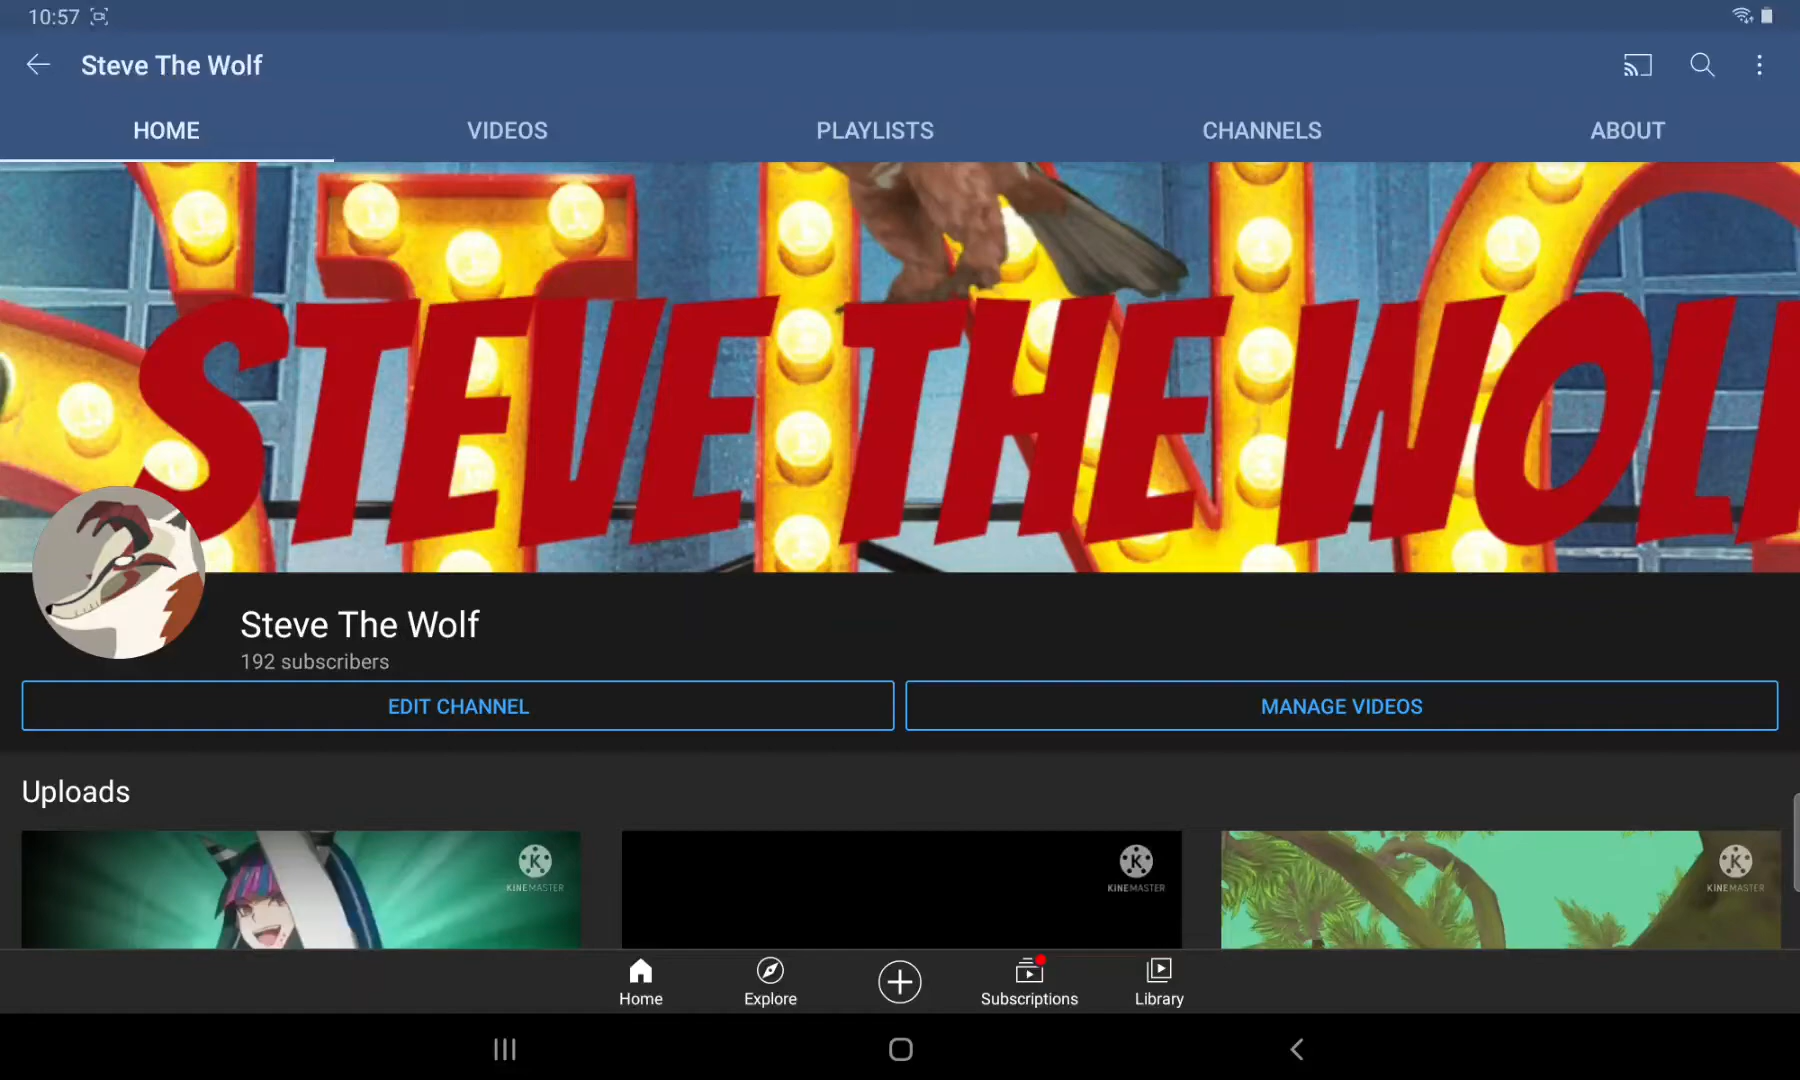 10:57
Steve The Wolf
HOME VIDEOS PLAYLISTS CHANNELS ABOUT
STEVE THE WOLF
Steve The Wolf
192 subscribers
EDIT CHANNEL MANAGE VIDEOS
Uploads
K K K
KINEMASTER KINEMASTER KINEMASTER
Home Explore Subscriptions Library